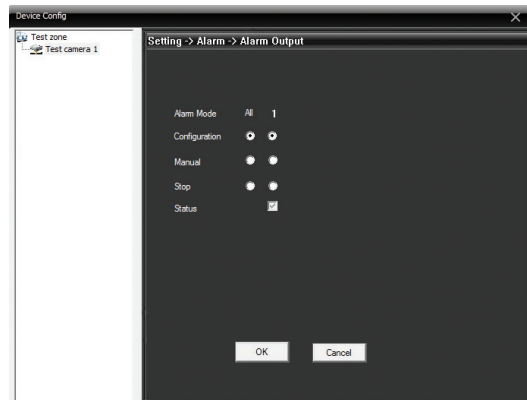 Device Config
Test zone
Test camera 1
Setting -> Alarm -> Alarm Output
Alarm Mode All 1
Configuration
Manual
Stop
Status
OK Cancel